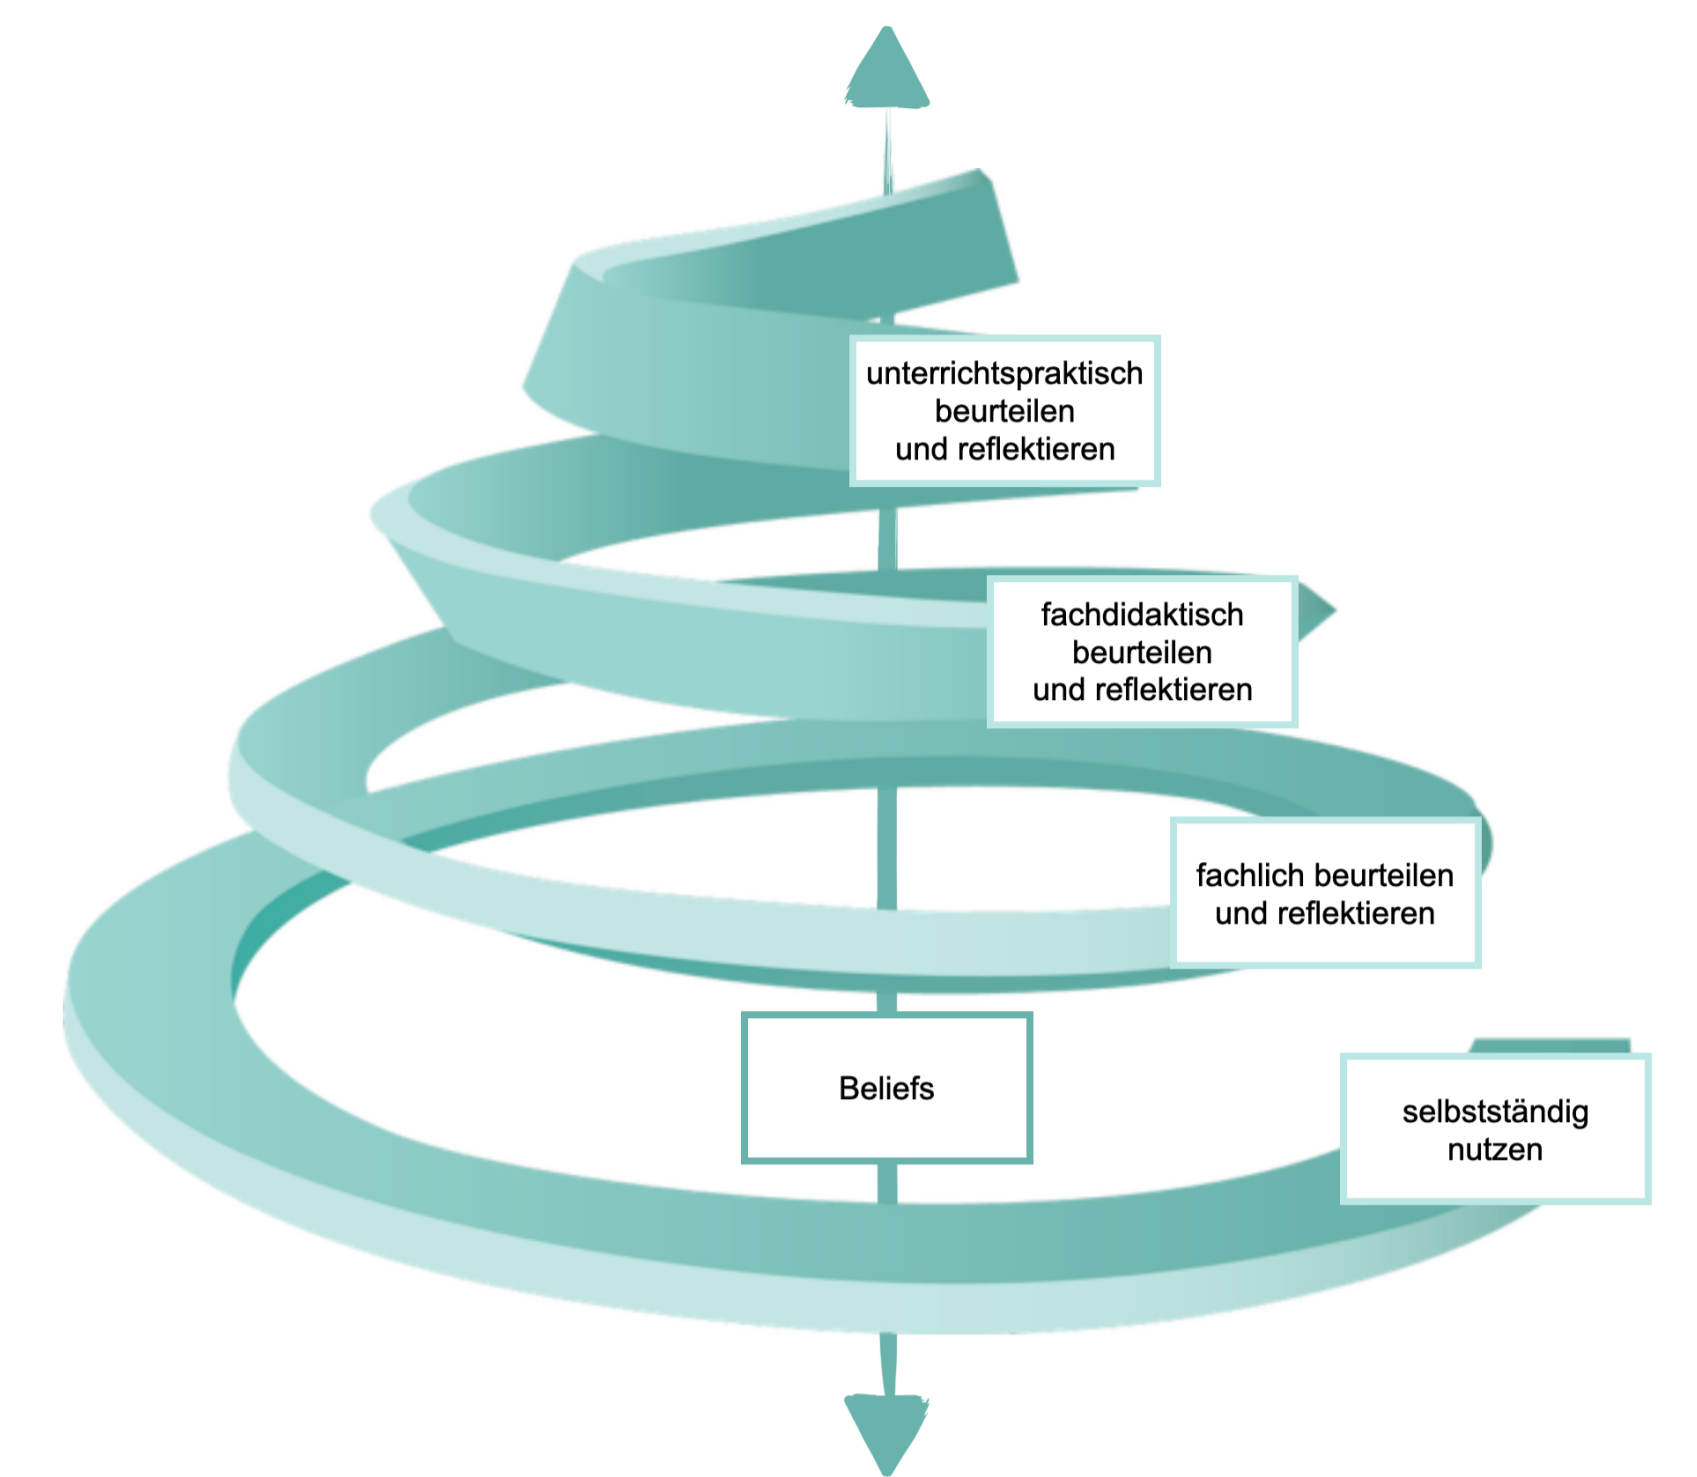 unterrichtspraktisch
beurteilen
und reflektieren
fachdidaktisch
beurteilen
und reflektieren
fachlich beurteilen
und reflektieren
Beliefs
selbstständig
nutzen